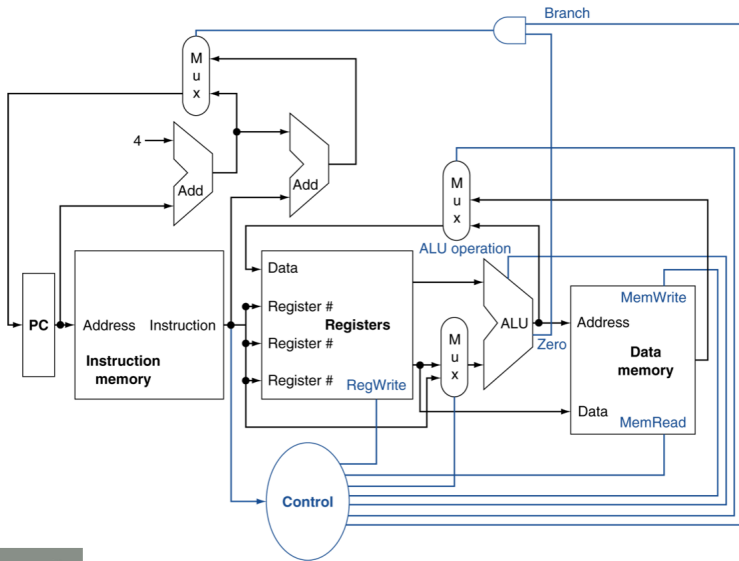 Branch
M
u
x
4
Add
Add
M
u
x
ALU operation
Data
PC
Address
Instruction
Instruction
memory
Register #
Register #
Register #
Registers
RegWrite
M
u
x
ALU
Zero
MemWrite
Address
Data
memory
Data
MemRead
Control